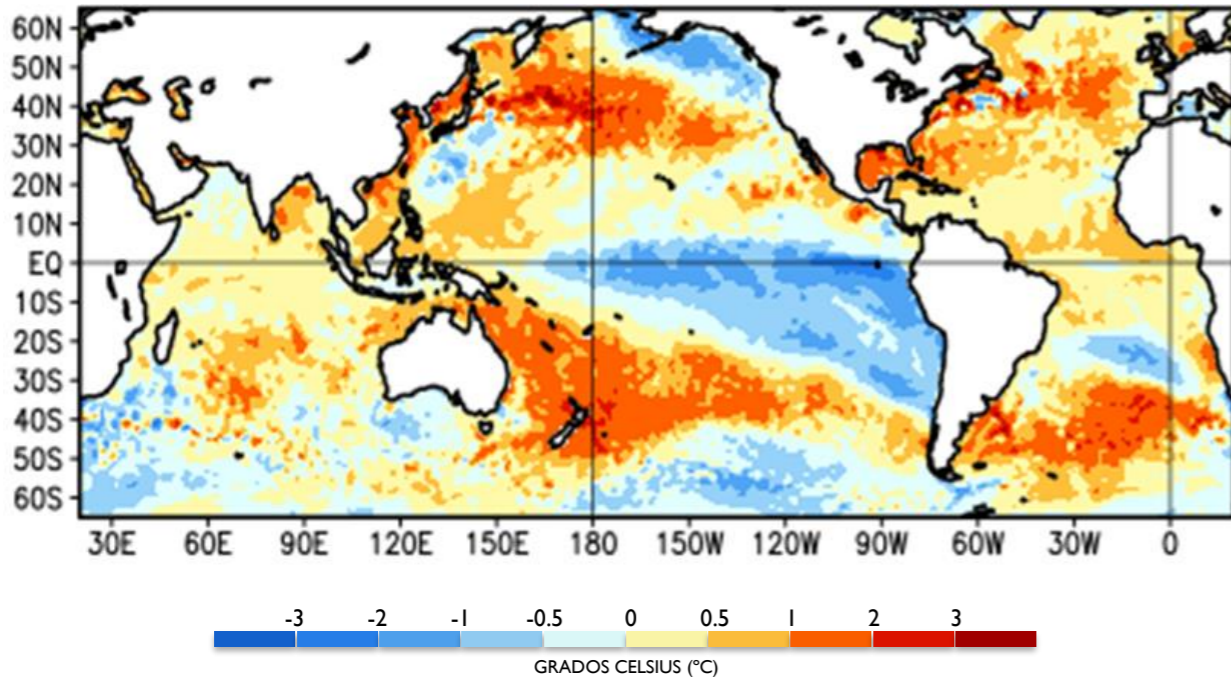 60N
50N
40N
30N
20N
10N
EQ
10S
20S
30S
40S
50S
60S
30E 60E 90E 120E 150E 180 150W 120W 90W 60W 30W 0
-3 -2 -1 -0.5 0 0.5 1 2 3
GRADOS CELSIUS (°C)